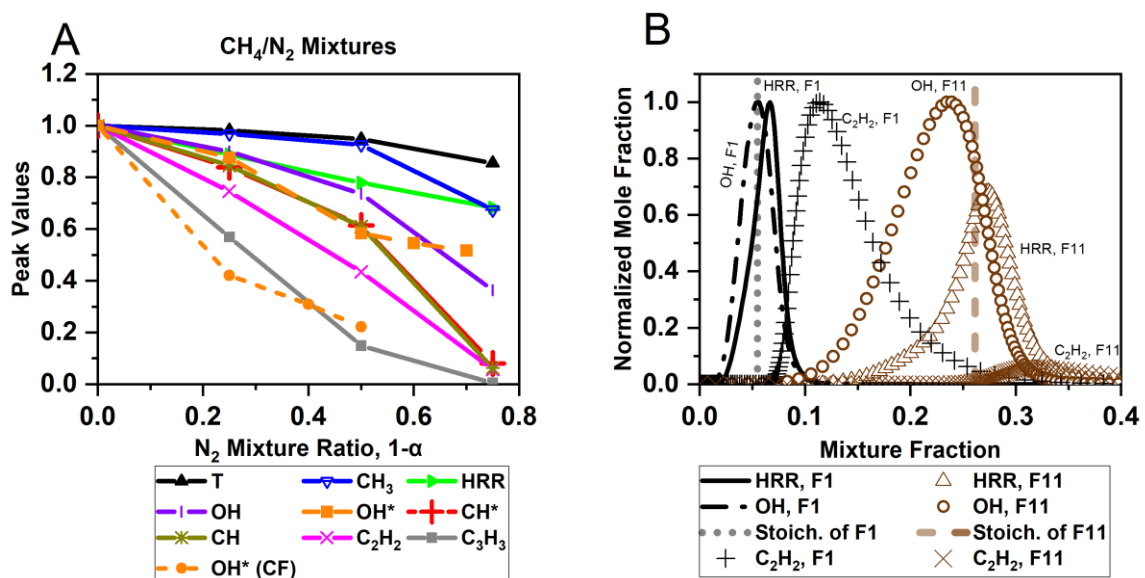 A
CH₄/N₂ Mixtures
Peak Values
1.2
1.0
0.8
0.6
0.4
0.2
0.0
0.0 0.2 0.4 0.6 0.8
N₂ Mixture Ratio, 1-α
T CH₃ HRR
OH OH* CH*
CH C₂H₂ C₃H₃
OH* (CF)
B
Normalized Mole Fraction
1.0
0.8
0.6
0.4
0.2
0.0
HRR, F1
OH, F11
C₂H₂, F1
OH, F1
HRR, F11
C₂H₂, F11
0.0 0.1 0.2 0.3 0.4
Mixture Fraction
HRR, F1 HRR, F11
OH, F1 OH, F11
Stoich. of F1 Stoich. of F11
C₂H₂, F1 C₂H₂, F11